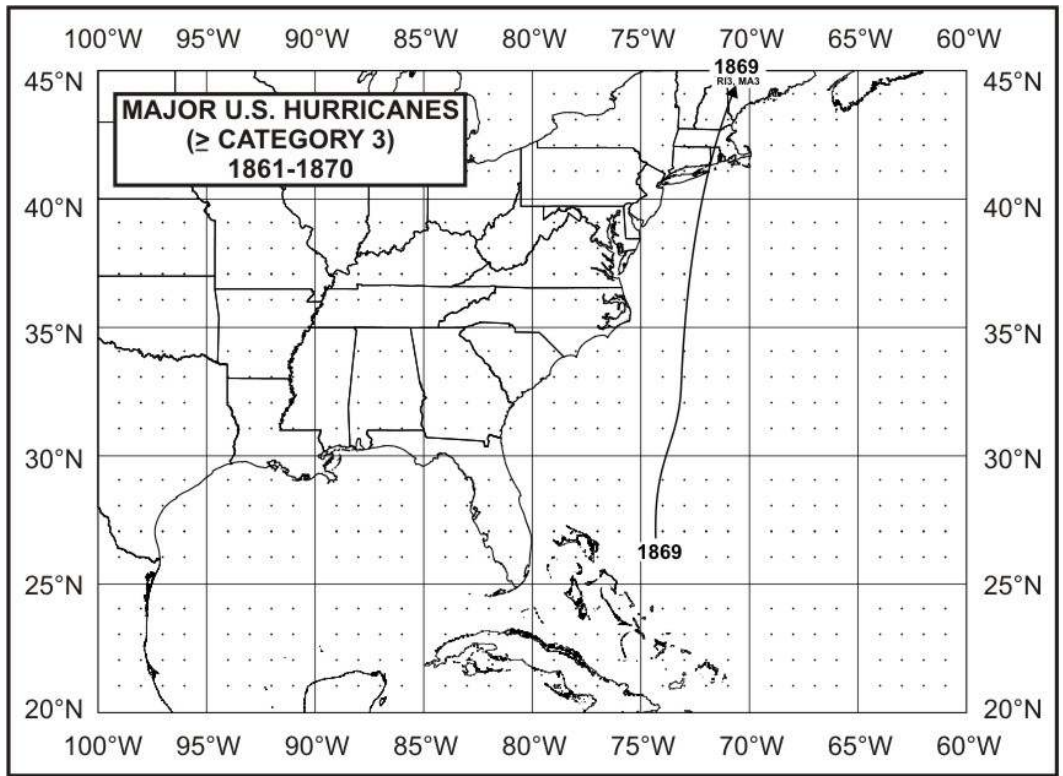 100°W 95°W 90°W 85°W 80°W 75°W 70°W 65°W 60°W
1869
RI3, MA3
45°N 45°N
MAJOR U.S. HURRICANES
(≥ CATEGORY 3)
1861-1870
40°N 40°N
35°N 35°N
30°N 30°N
1869
25°N 25°N
20°N 20°N
100°W 95°W 90°W 85°W 80°W 75°W 70°W 65°W 60°W